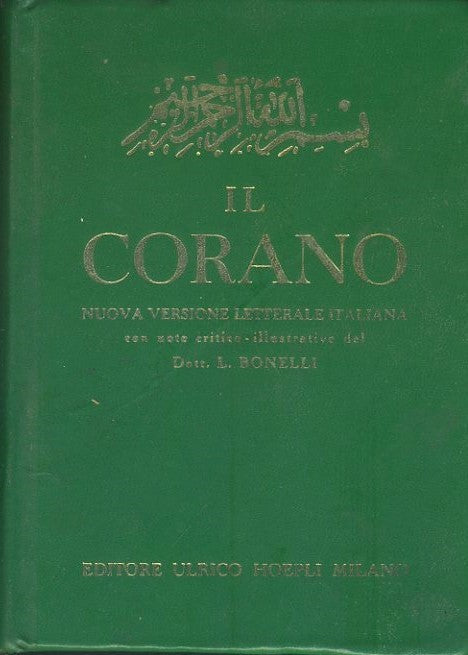 بسم الله الرحمن الرحيم
IL
CORANO
NUOVA VERSIONE LETTERALE ITALIANA
con note critico-illustrative del
Dott. L. BONELLI
EDITORE ULRICO HOEPLI MILANO